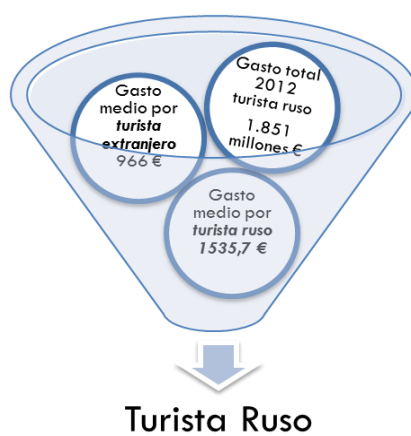 Gasto
medio por
turista
extranjero
966 €
Gasto total
2012
turista ruso
1.851
millones €
Gasto
medio por
turista ruso
1535,7 €
Turista Ruso